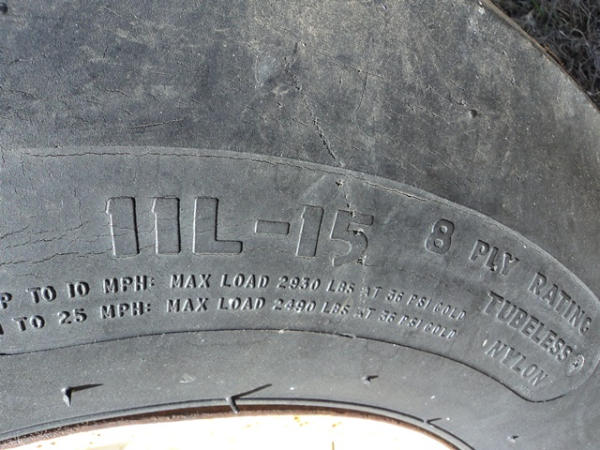 11L-15
8 PLY RATING
P TO 10 MPH: MAX LOAD 2930 LBS AT 36 PSI COLD
TUBELESS
TO 25 MPH: MAX LOAD 2490 LBS AT 36 PSI COLD
NYLON